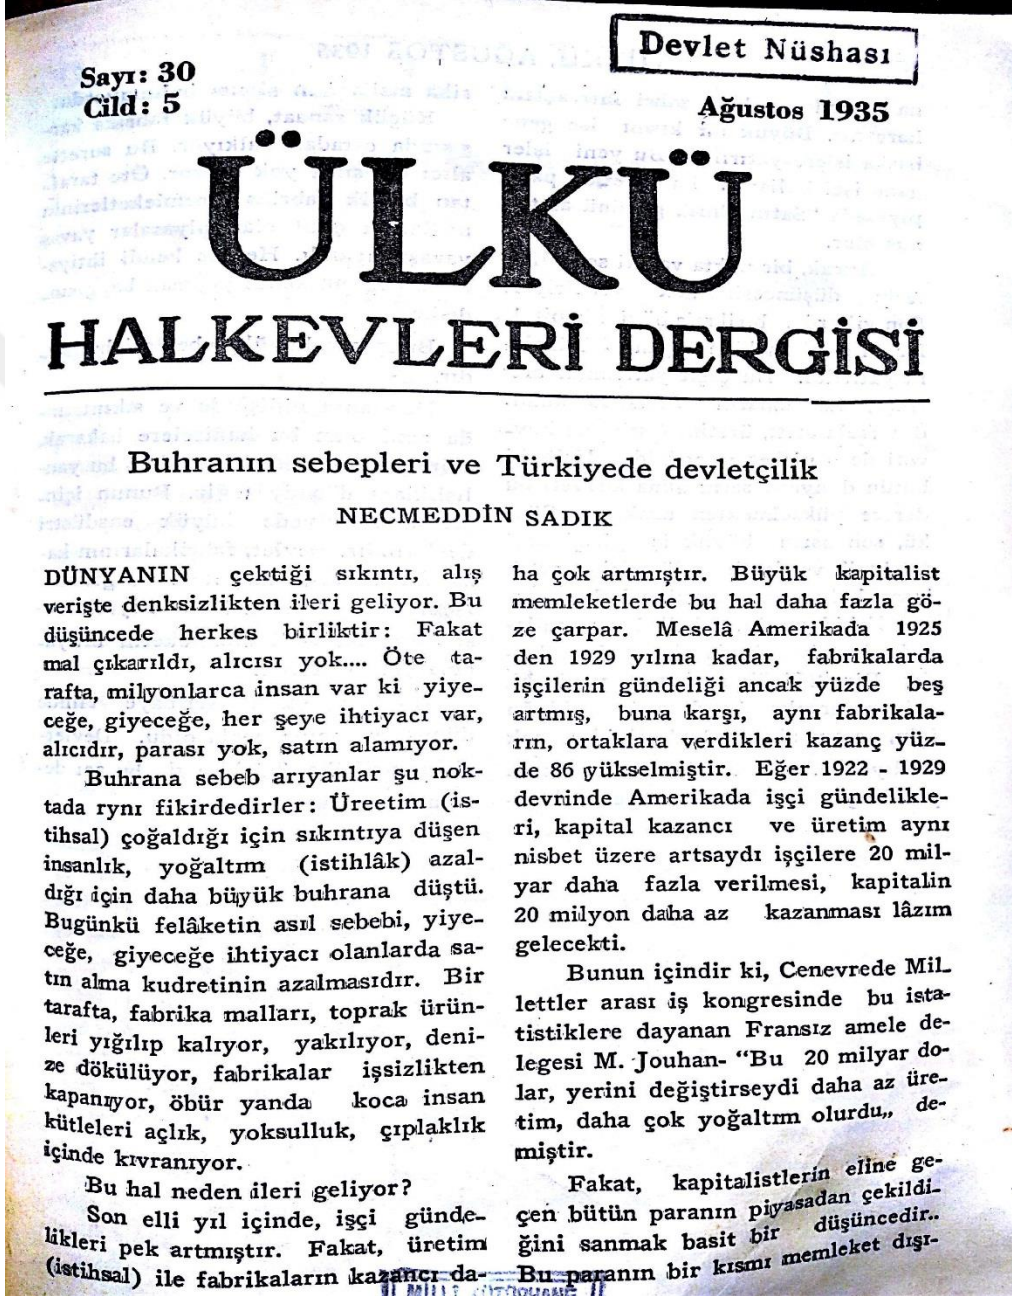 Devlet Nüshası
Sayı: 30
Cild: 5
Ağustos 1935
ÜLKÜ
HALKEVLERİ DERGİSİ
Buhranın sebepleri ve Türkiyede devletçilik
NECMEDDİN SADIK
DÜNYANIN çektiği sıkıntı, alış
verişte denksizlikten ileri geliyor. Bu
düşüncede herkes birliktir: Fakat
mal çıkarıldı, alıcısı yok.... Öte ta-
rafta, milyonlarca insan var ki yiye-
ceğe, giyeceğe, her şeye ihtiyacı var,
alıcıdır, parası yok, satın alamıyor.
Buhrana sebeb arıyanlar şu nok-
tada rynı fikirdedirler: Üreetim (is-
tihsal) çoğaldığı için sıkıntıya düşen
insanlık, yoğaltım (istihlâk) azal-
dığı için daha büyük buhrana düştü.
Bugünkü felâketin asıl sebebi, yiye-
ceğe, giyeceğe ihtiyacı olanlarda sa-
tın alma kudretinin azalmasıdır. Bir
tarafta, fabrika malları, toprak ürün-
leri yığılıp kalıyor, yakılıyor, deni-
ze dökülüyor, fabrikalar işsizlikten
kapanıyor, öbür yanda koca insan
kütleleri açlık, yoksulluk, çıplaklık
içinde kıvranıyor.
Bu hal neden ileri geliyor?
Son elli yıl içinde, işçi günde-
likleri pek artmıştır. Fakat, üretim
(istihsal) ile fabrikaların kazancı da-
ha çok artmıştır. Büyük kapitalist
memleketlerde bu hal daha fazla gö-
ze çarpar. Meselâ Amerikada 1925
den 1929 yılına kadar, fabrikalarda
işçilerin gündeliği ancak yüzde beş
artmış, buna karşı, aynı fabrikala-
rın, ortaklara verdikleri kazanç yüz-
de 86 yükselmiştir. Eğer 1922 - 1929
devrinde Amerikada işçi gündelikle-
ri, kapital kazancı ve üretim aynı
nisbet üzere artsaydı işçilere 20 mil-
yar daha fazla verilmesi, kapitalin
20 milyon daha az kazanması lâzım
gelecekti.
Bunun içindir ki, Cenevrede Mil-
lettler arası iş kongresinde bu ista-
tistiklere dayanan Fransız amele de-
legesi M. Jouhan- “Bu 20 milyar do-
lar, yerini değiştirseydi daha az üre-
tim, daha çok yoğaltım olurdu,, de-
miştir.
Fakat, kapitalistlerin eline ge-
çen bütün paranın piyasadan çekildi-
ğini sanmak basit bir düşüncedir..
Bu paranın bir kısmı memleket dışı-
MİLLİ KÜTÜPHANE